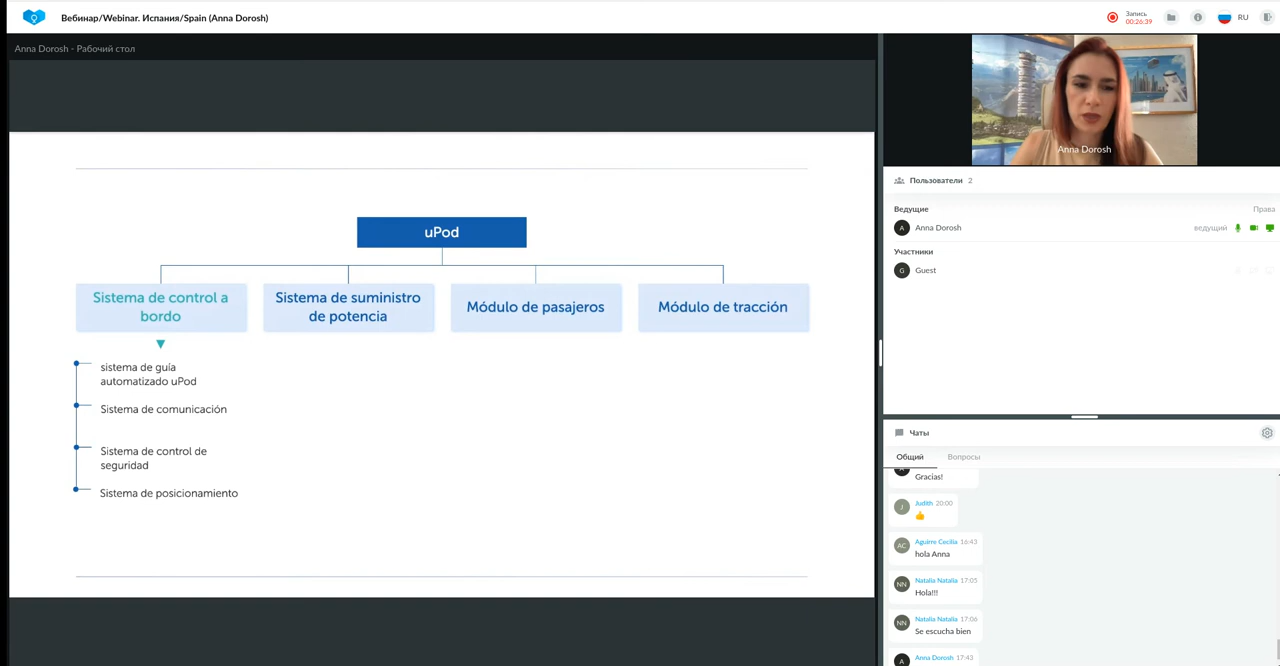 Вебинар/Webinar. Испания/Spain (Anna Dorosh)
Запись
00:26:39
RU
Anna Dorosh - Рабочий стол
uPod
Sistema de control a
bordo
Sistema de suministro
de potencia
Módulo de pasajeros
Módulo de tracción
sistema de guía
automatizado uPod
Sistema de comunicación
Sistema de control de
seguridad
Sistema de posicionamiento
Anna Dorosh
Пользователи 2
Ведущие Права
A Anna Dorosh ведущий
Участники
G Guest
Чаты
Общий Вопросы
Gracias!
J Judith 20:00
AC Aguirre Cecilia 16:43
hola Anna
NN Natalia Natalia 17:05
Hola!!!
NN Natalia Natalia 17:06
Se escucha bien
A Anna Dorosh 17:43